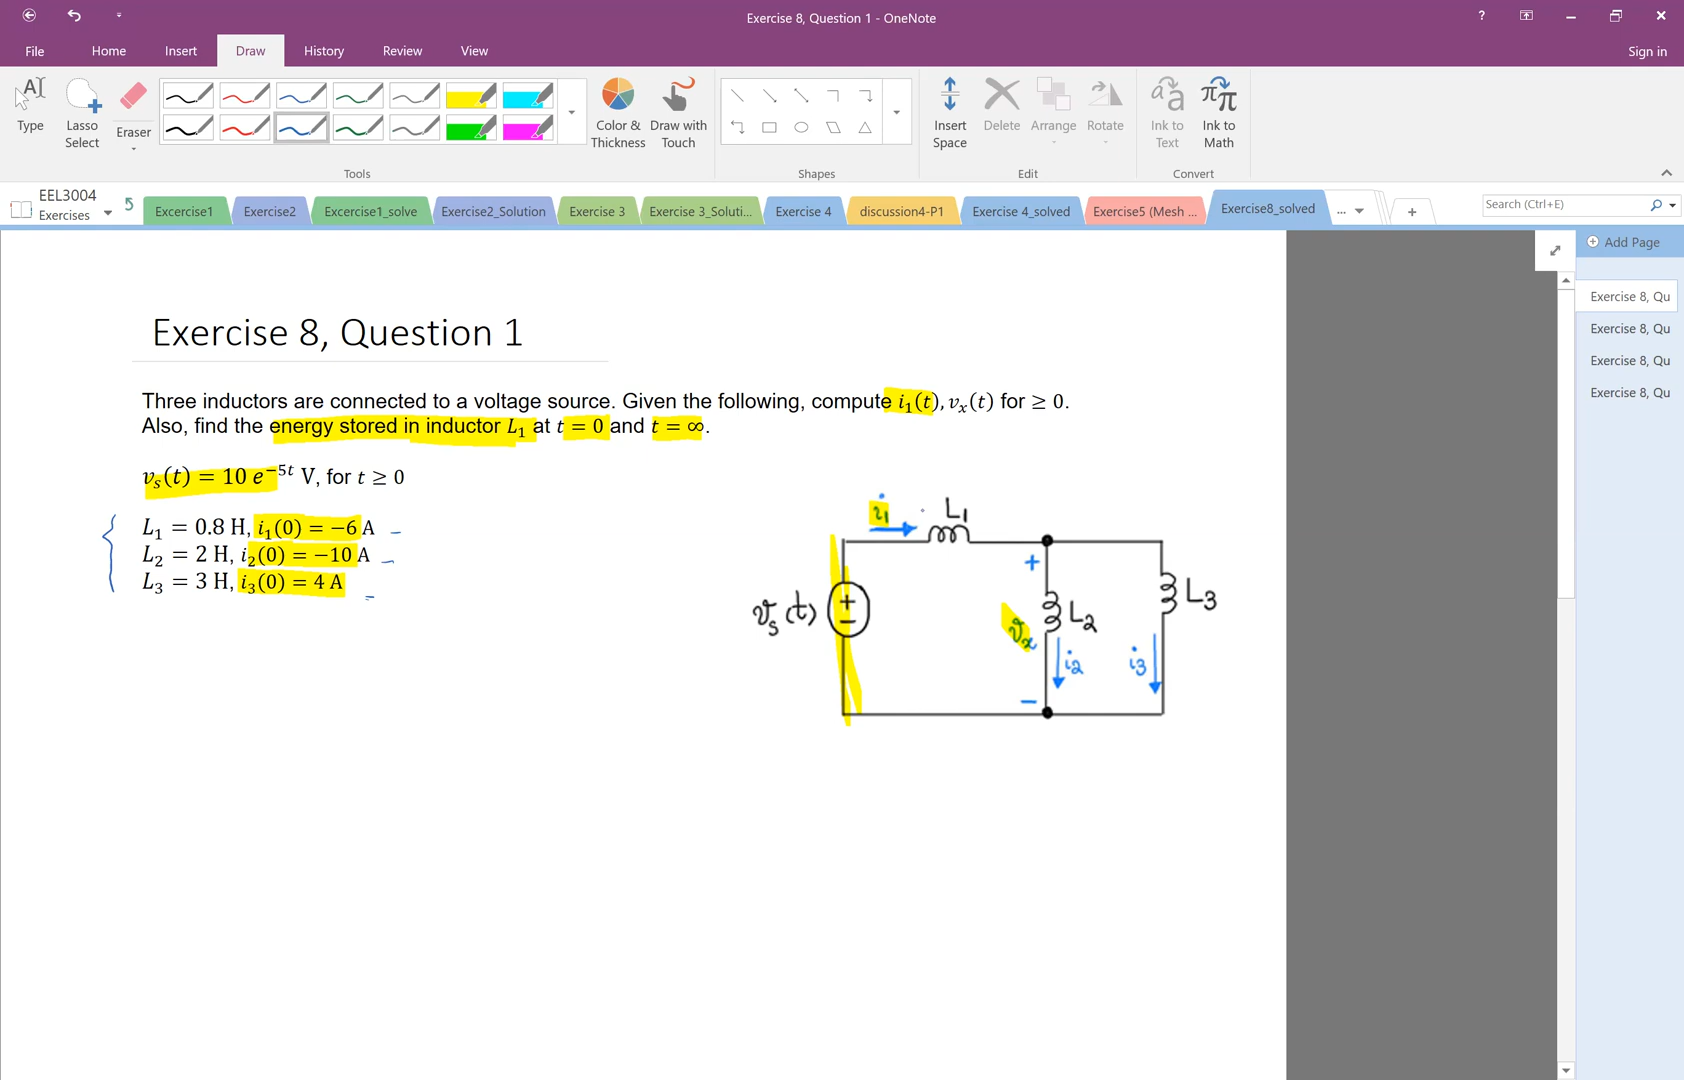 Exercise 8, Question 1 - OneNote
?
File Home Insert Draw History Review View Sign in
Type Lasso Select Eraser Color & Thickness Draw with Touch Insert Space Delete Arrange Rotate Ink to Text Ink to Math
Tools Shapes Edit Convert
EEL3004 Exercises
Excercise1 Exercise2 Excercise1_solve Exercise2_Solution Exercise 3 Exercise 3_Soluti... Exercise 4 discussion4-P1 Exercise 4_solved Exercise5 (Mesh ... Exercise8_solved ... + Search (Ctrl+E)
Add Page
Exercise 8, Qu
Exercise 8, Qu
Exercise 8, Qu
Exercise 8, Qu
Exercise 8, Question 1
Three inductors are connected to a voltage source. Given the following, compute i₁(t), vₓ(t) for ≥ 0.
Also, find the energy stored in inductor L₁ at t = 0 and t = ∞.
vₛ(t) = 10 e⁻⁵ᵗ V, for t ≥ 0
L₁ = 0.8 H, i₁(0) = −6 A
L₂ = 2 H, i₂(0) = −10 A
L₃ = 3 H, i₃(0) = 4 A
i₁ L₁
+
vₛ(t) + − vₓ L₂ L₃
i₂ i₃
−